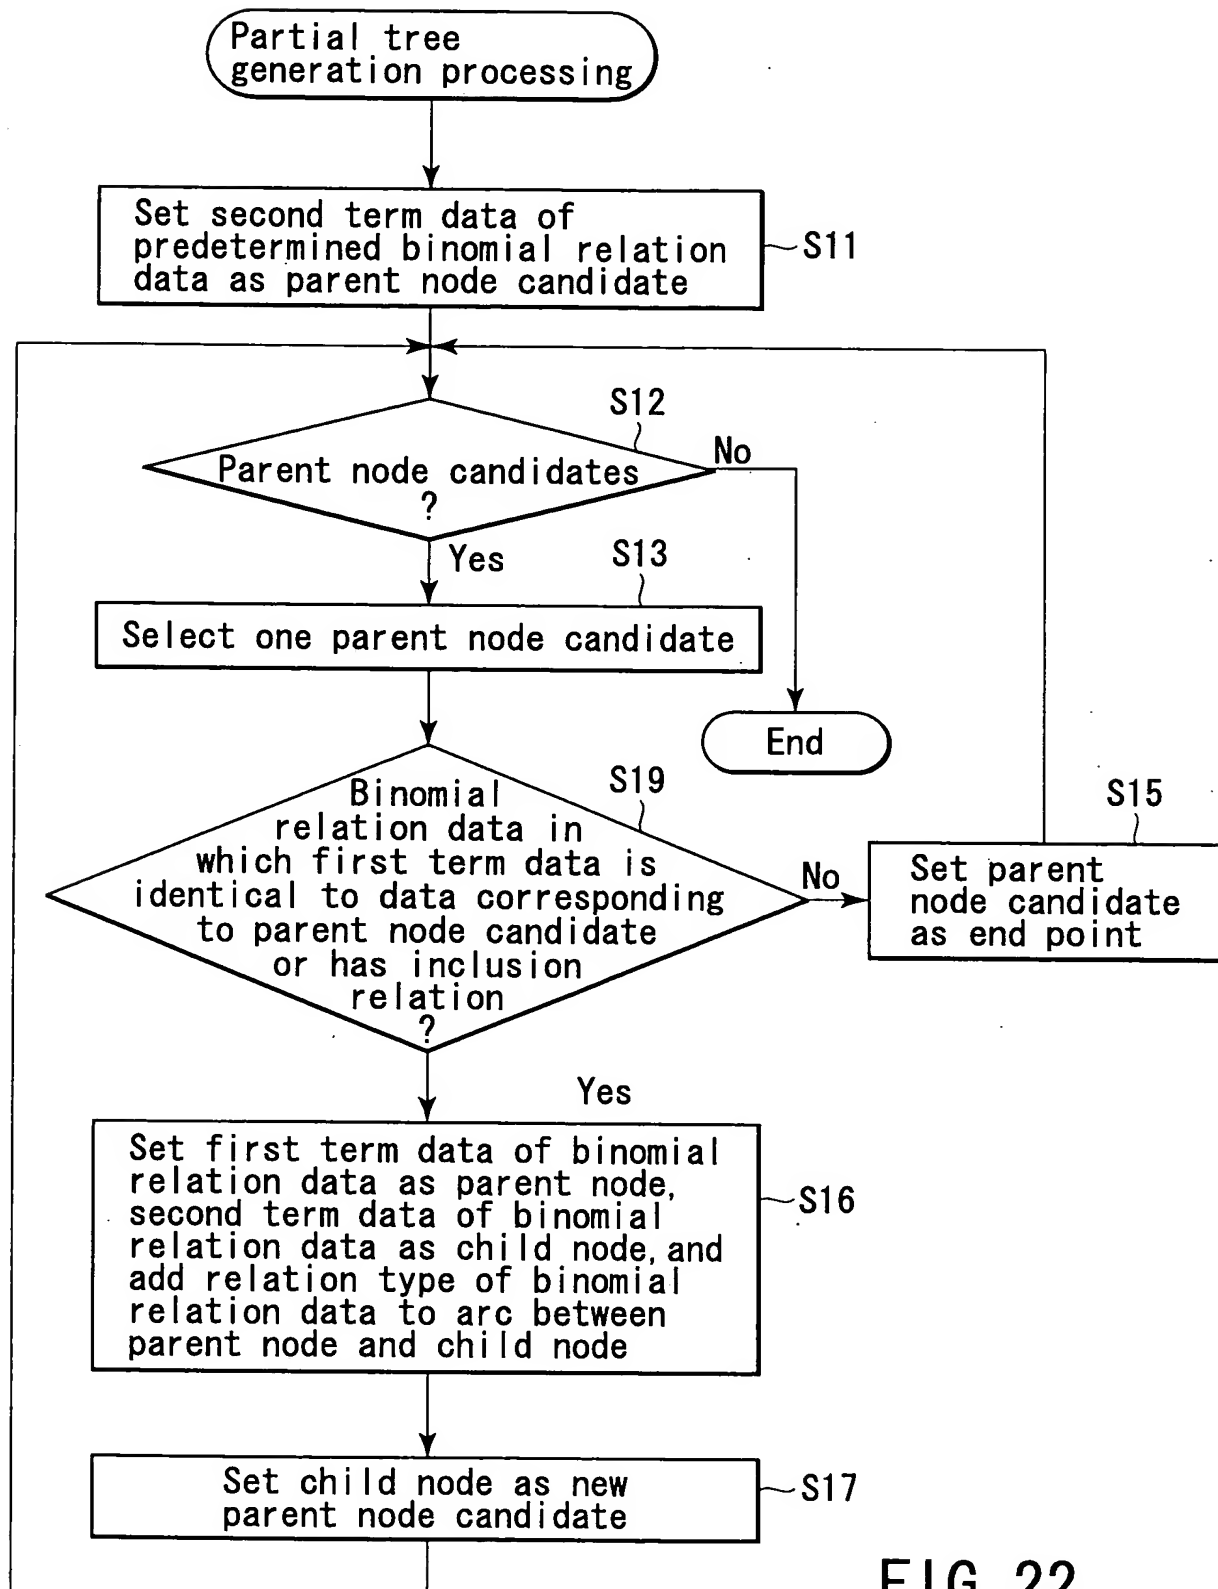 Partial tree
generation processing
Set second term data of
predetermined binomial relation
data as parent node candidate
S11
S12
Parent node candidates
?
No
Yes
S13
Select one parent node candidate
End
S19
Binomial
relation data in
which first term data is
identical to data corresponding
to parent node candidate
or has inclusion
relation
?
No
S15
Set parent
node candidate
as end point
Yes
Set first term data of binomial
relation data as parent node,
second term data of binomial
relation data as child node, and
add relation type of binomial
relation data to arc between
parent node and child node
S16
Set child node as new
parent node candidate
S17
FIG. 22